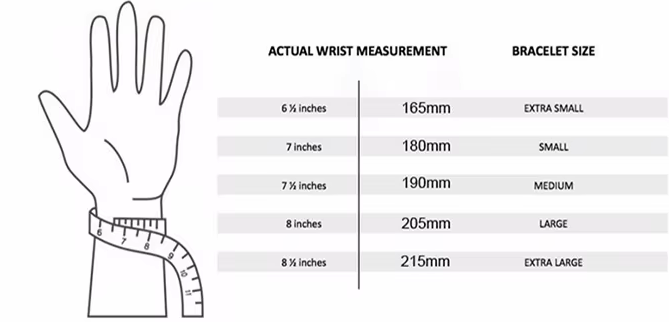 ACTUAL WRIST MEASUREMENT BRACELET SIZE
6 ½ inches 165mm EXTRA SMALL
7 inches 180mm SMALL
7 ½ inches 190mm MEDIUM
8 inches 205mm LARGE
8 ½ inches 215mm EXTRA LARGE
6 7 8 9 10 11